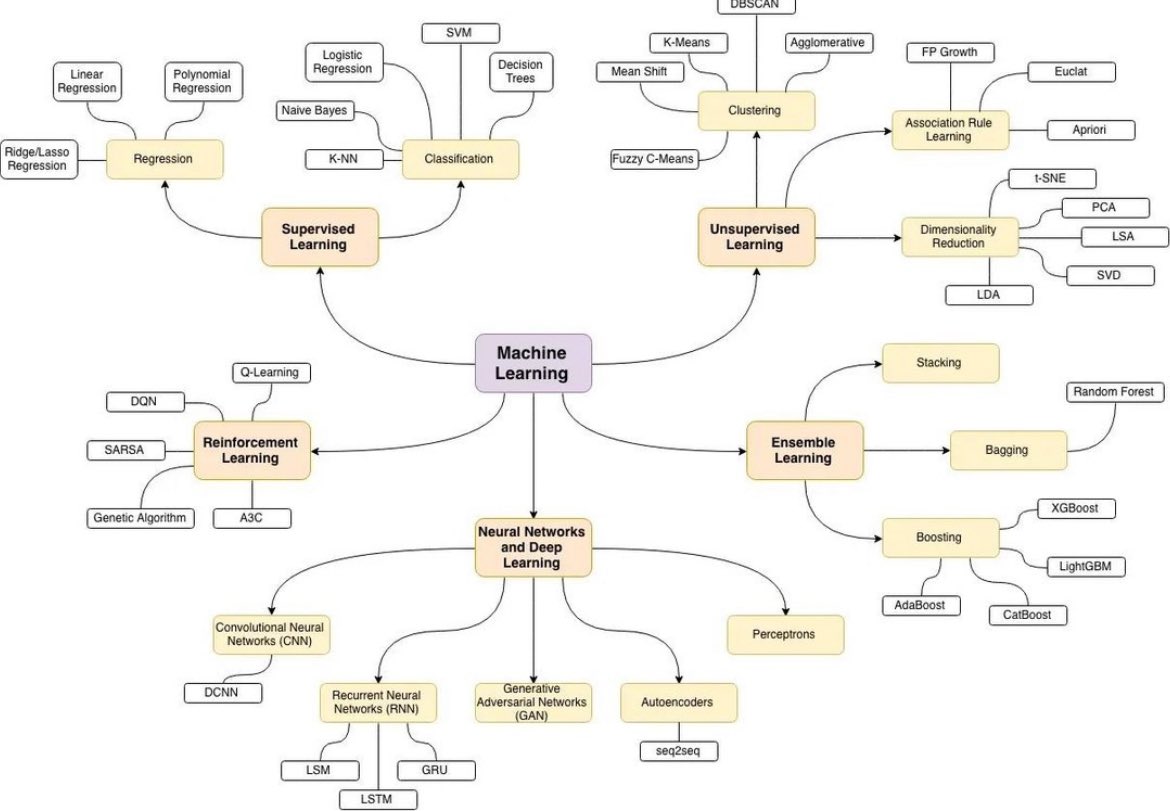 DBSCAN
SVM
K-Means
Agglomerative
FP Growth
Logistic
Regression
Decision
Trees
Linear
Regression
Polynomial
Regression
Mean Shift
Euclat
Naive Bayes
Clustering
Association Rule
Learning
Apriori
Ridge/Lasso
Regression
Regression
K-NN
Classification
Fuzzy C-Means
t-SNE
PCA
Supervised
Learning
Unsupervised
Learning
Dimensionality
Reduction
LSA
SVD
LDA
Machine
Learning
Stacking
Q-Learning
Random Forest
DQN
SARSA
Reinforcement
Learning
Ensemble
Learning
Bagging
Genetic Algorithm
A3C
XGBoost
Neural Networks
and Deep
Learning
Boosting
LightGBM
AdaBoost
CatBoost
Convolutional Neural
Networks (CNN)
Perceptrons
DCNN
Recurrent Neural
Networks (RNN)
Generative
Adversarial Networks
(GAN)
Autoencoders
seq2seq
LSM
GRU
LSTM